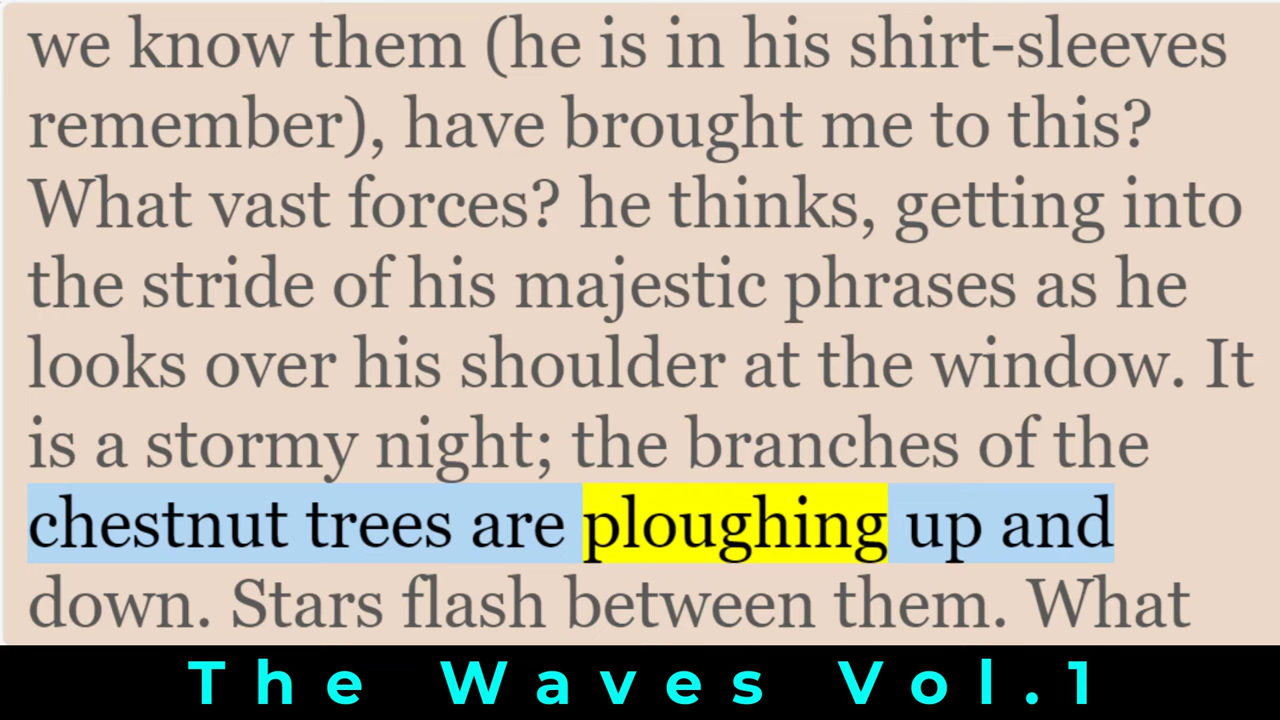 we know them (he is in his shirt-sleeves
remember), have brought me to this?
What vast forces? he thinks, getting into
the stride of his majestic phrases as he
looks over his shoulder at the window. It
is a stormy night; the branches of the
chestnut trees are ploughing up and
down. Stars flash between them. What
The Waves Vol.1